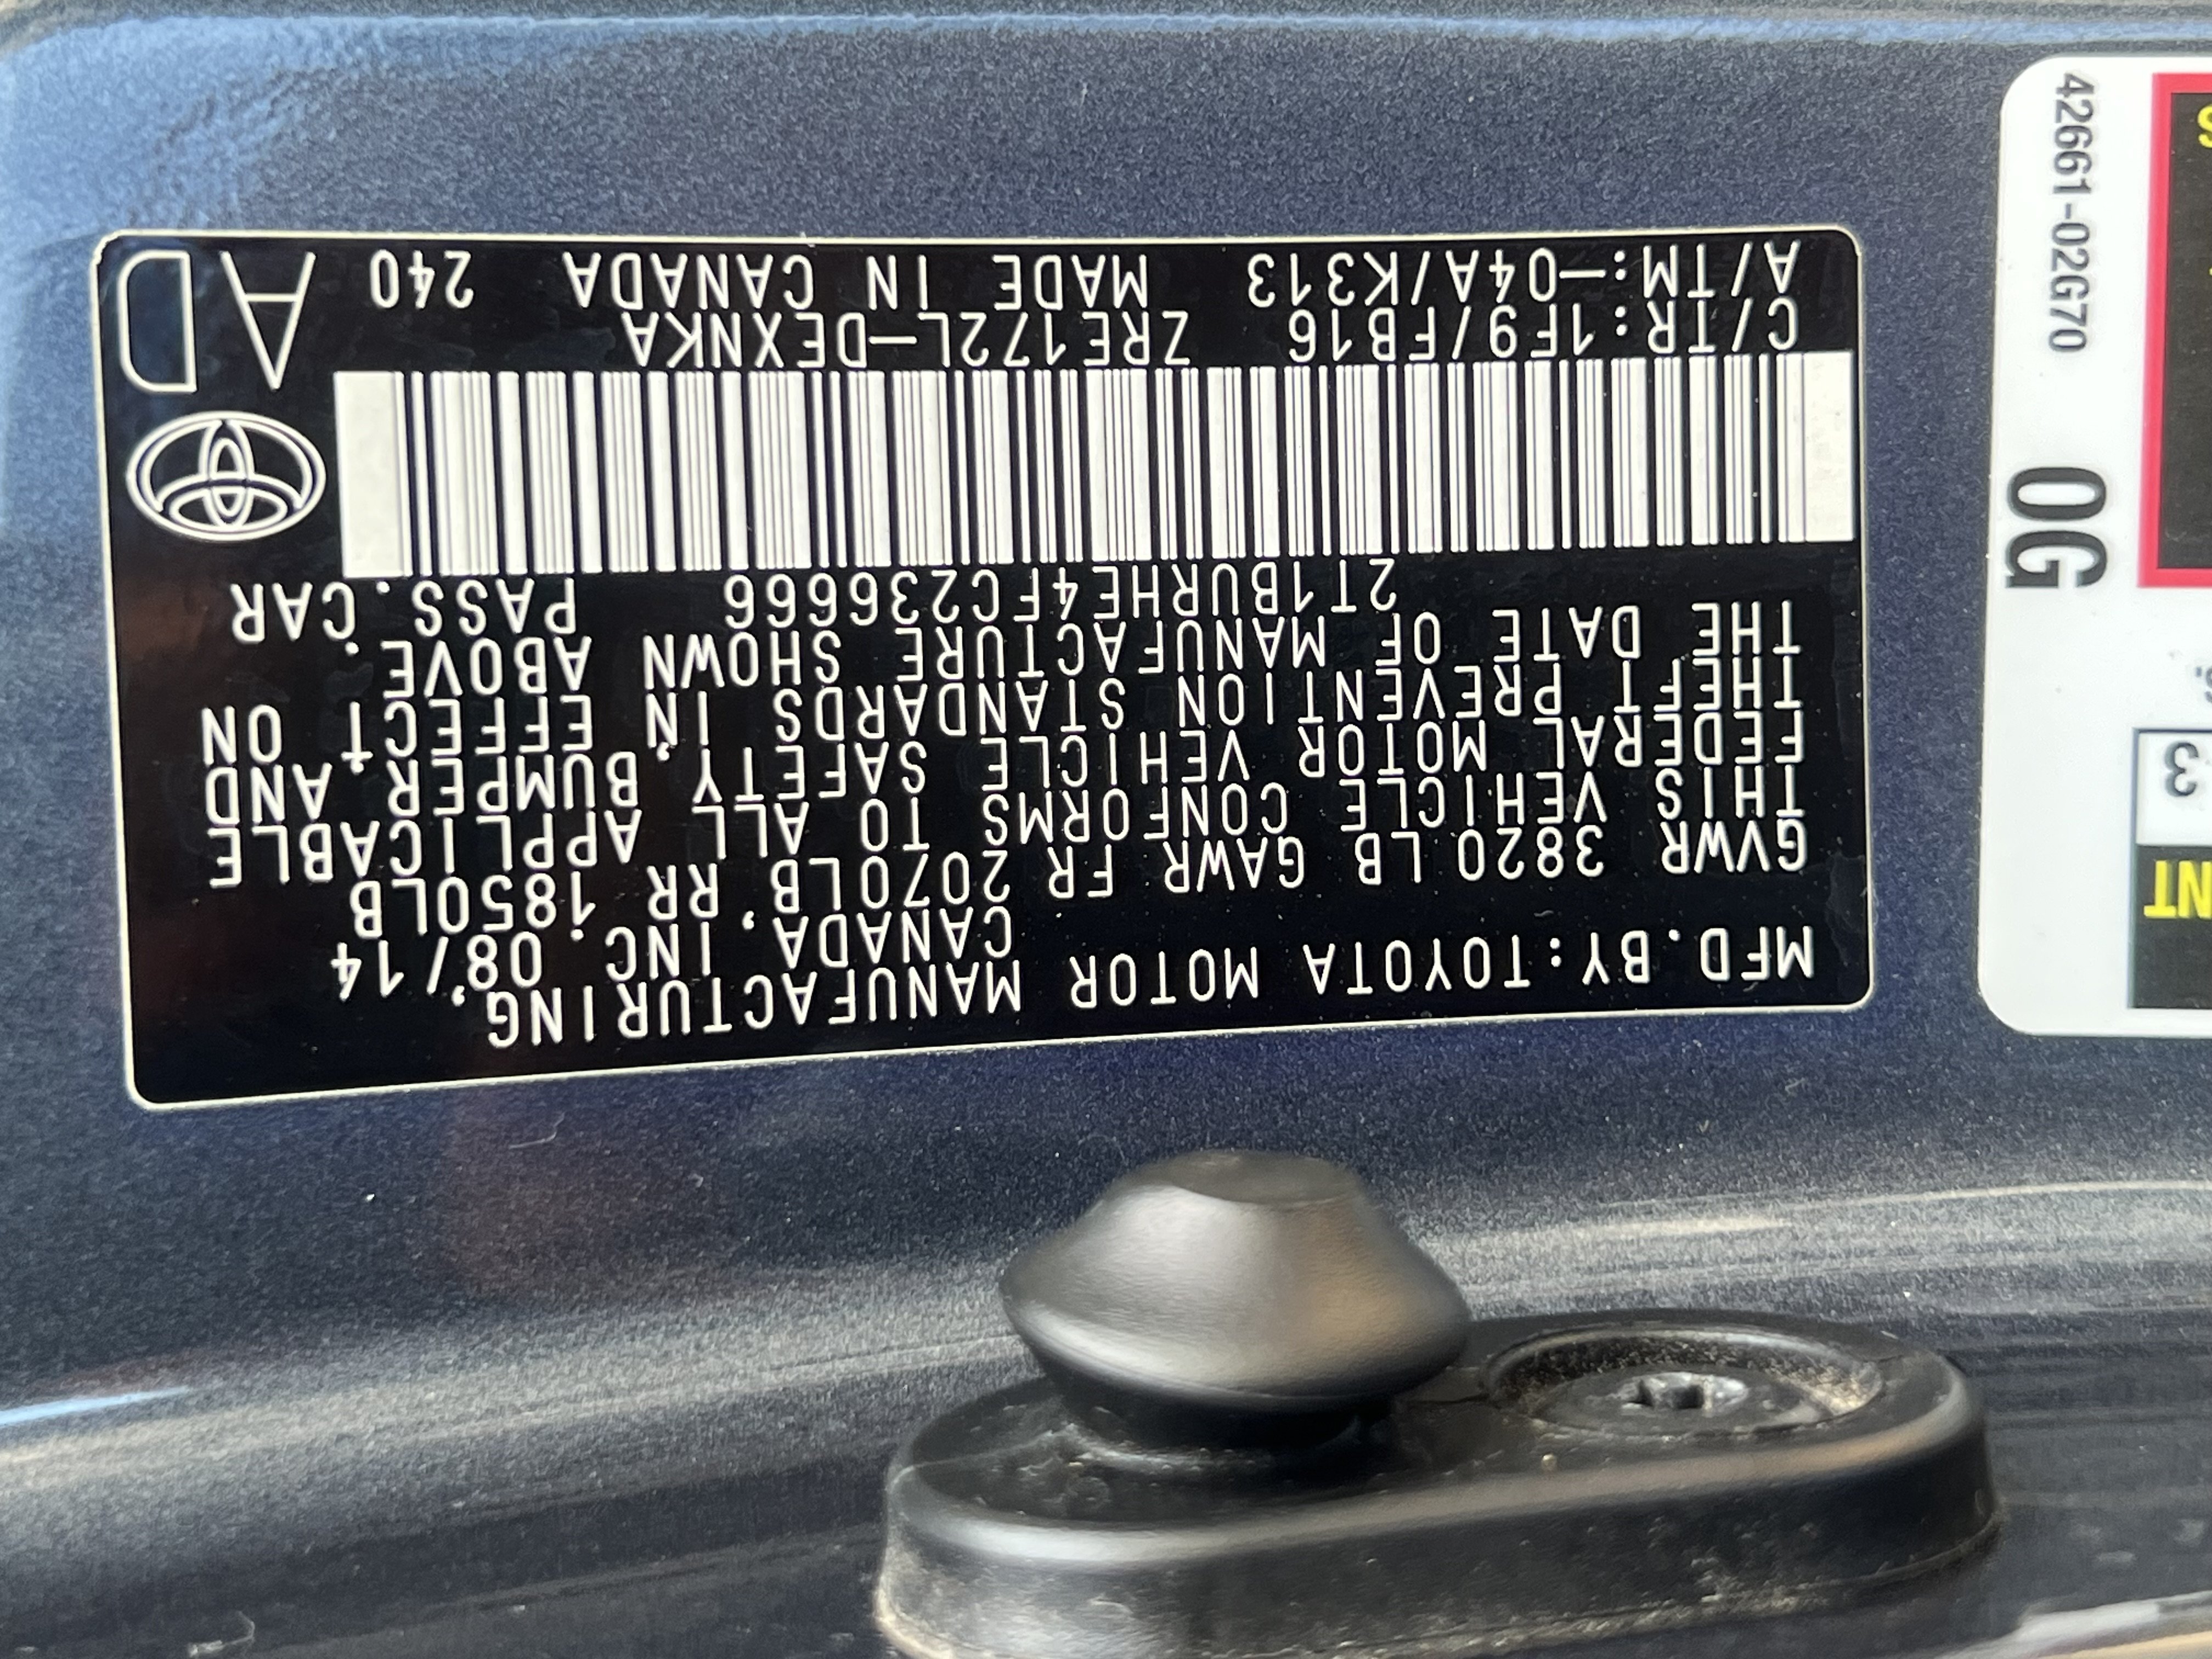 MFD.BY:TOYOTA MOTOR MANUFACTURING,
CANADA, INC. 08/14
GVWR 3820 LB GAWR FR 2070LB, RR 1850LB
THIS VEHICLE CONFORMS TO ALL APPLICABLE
FEDERAL MOTOR VEHICLE SAFETY, BUMPER, AND
THEFT PREVENTION STANDARDS IN EFFECT ON
THE DATE OF MANUFACTURE SHOWN ABOVE.
2T1BURHE4FC236666 PASS.CAR
C/TR:1F9/FB16 ZRE172L-DEXNKA
A/TM:-04A/K313 MADE IN CANADA 240
AD
42661-02G70
0G
3
NT